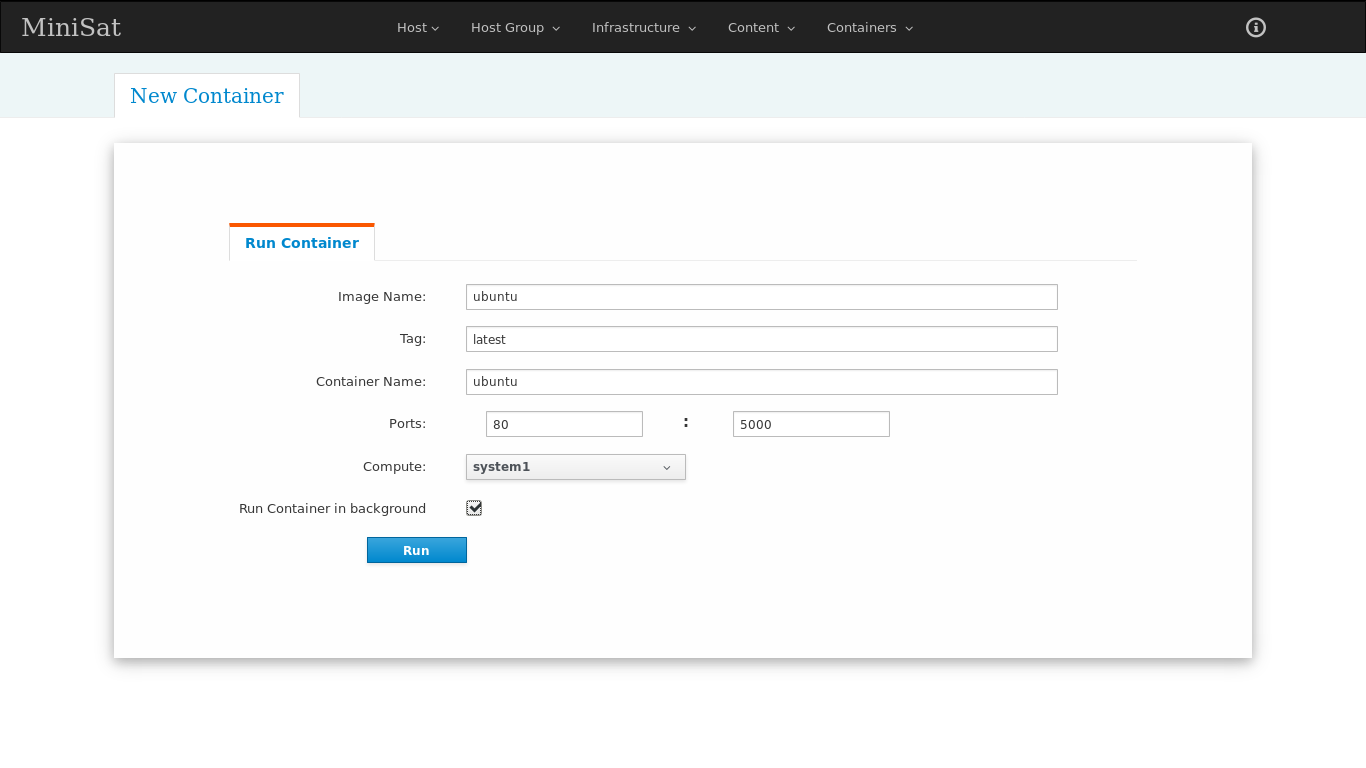 MiniSat Host Host Group Infrastructure Content Containers
New Container
Run Container
Image Name: ubuntu
Tag: latest
Container Name: ubuntu
Ports: 80 : 5000
Compute: system1
Run Container in background
Run